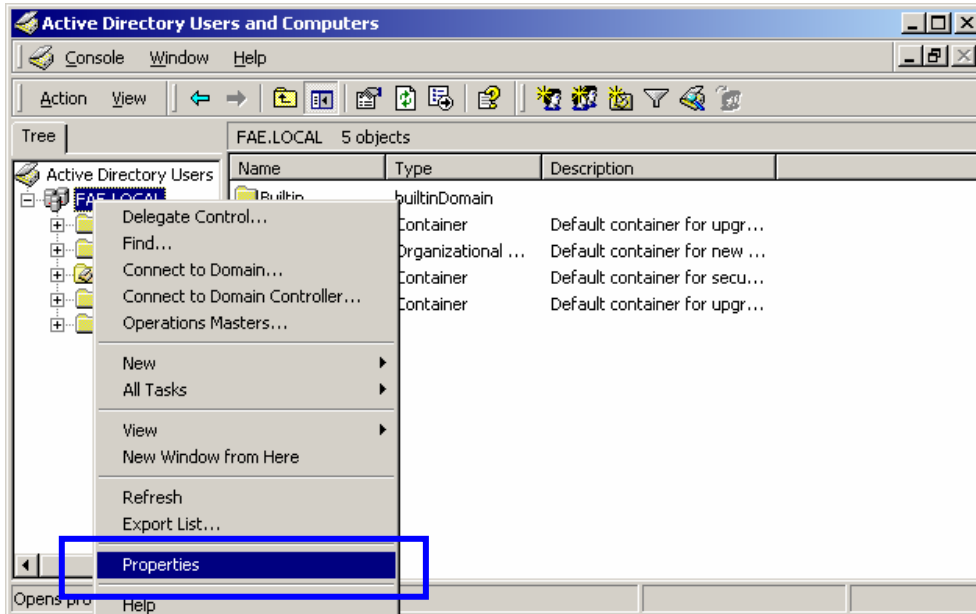 Active Directory Users and Computers
Console Window Help
Action View
Tree
FAE.LOCAL 5 objects
Active Directory Users
FAE.LOCAL
Name Type Description
Builtin builtinDomain
Container Default container for upgr...
Organizational ... Default container for new ...
Container Default container for secu...
Container Default container for upgr...
Delegate Control...
Find...
Connect to Domain...
Connect to Domain Controller...
Operations Masters...
New
All Tasks
View
New Window from Here
Refresh
Export List...
Properties
Help
Opens pro